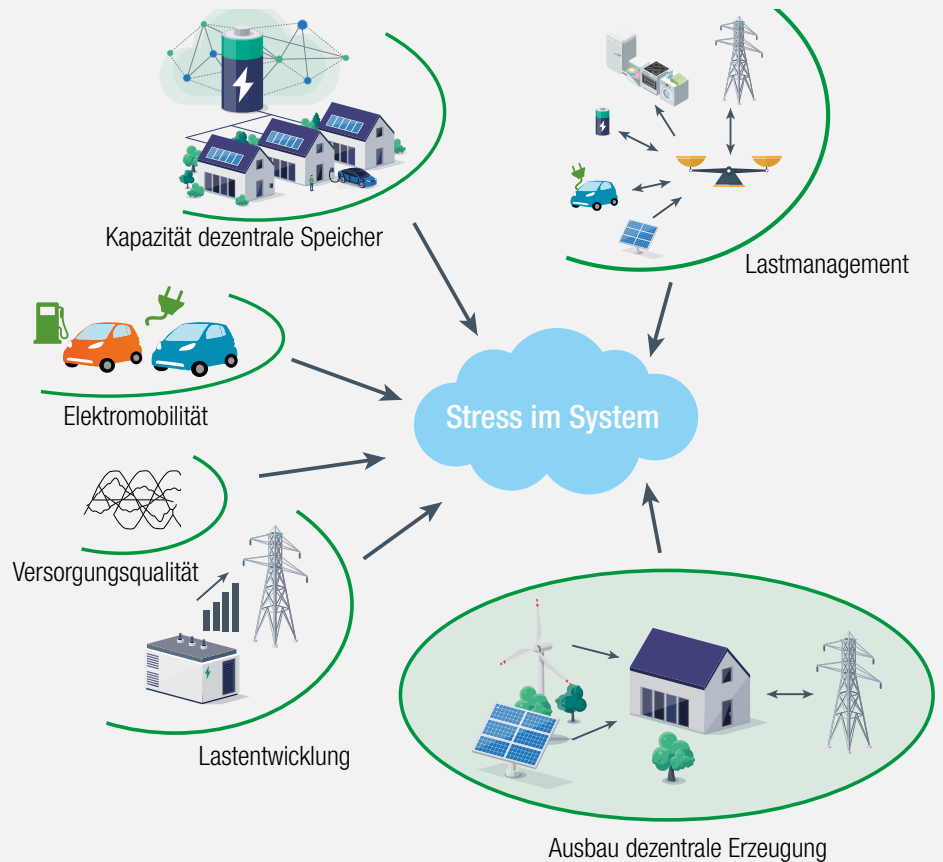 Kapazität dezentrale Speicher
Lastmanagement
Elektromobilität
Stress im System
Versorgungsqualität
Lastentwicklung
Ausbau dezentrale Erzeugung